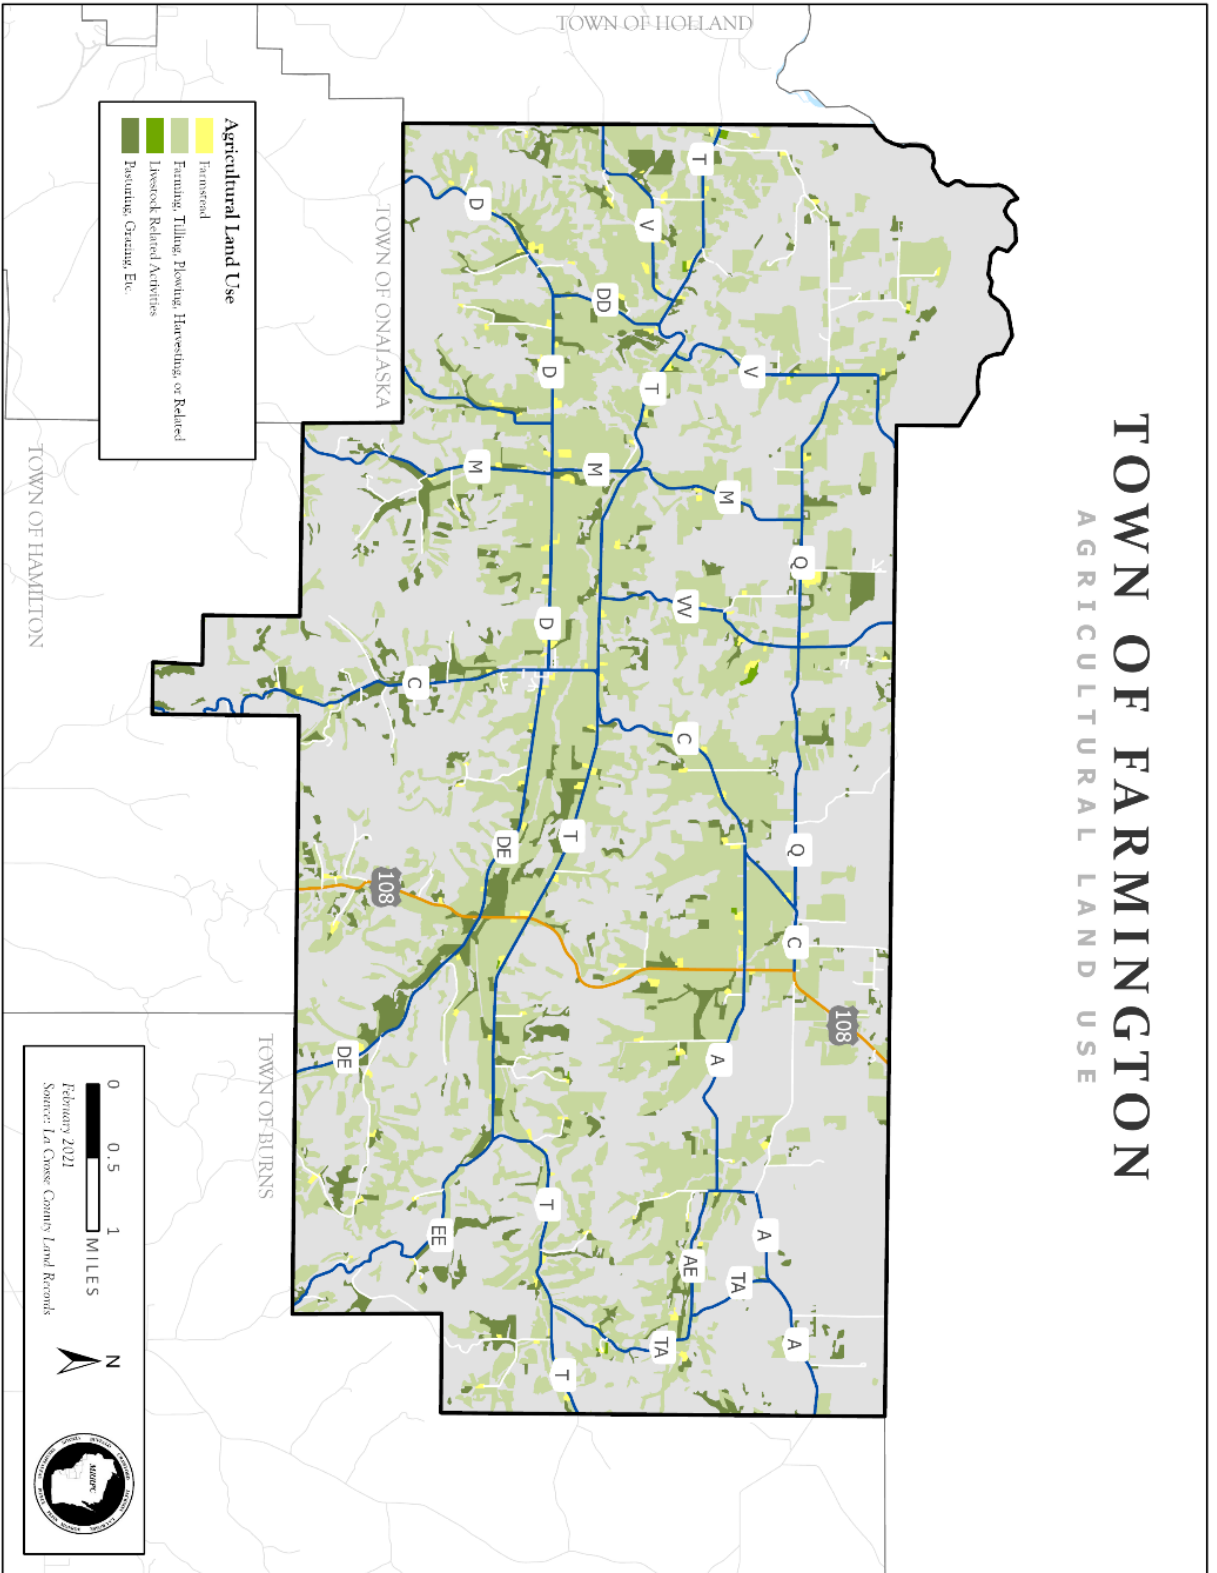 TOWN OF FARMINGTON
AGRICULTURAL LAND USE
TOWN OF HOLLAND
T
V
D
DD
V
T
D
M
M
M
Q
W
D
C
C
Q
T
DE
108
C
108
A
DE
T
EE
A
AE
TA
A
TA
T
TOWN OF ONALASKA
TOWN OF HAMILTON
TOWN OF BURNS
Agricultural Land Use
Farmstead
Farming, Tilling, Plowing, Harvesting, or Related
Livestock Related Activities
Pasturing, Grazing, Etc.
0 0.5 1
MILES
February 2021
Source: La Crosse County Land Records
N
MRRPC